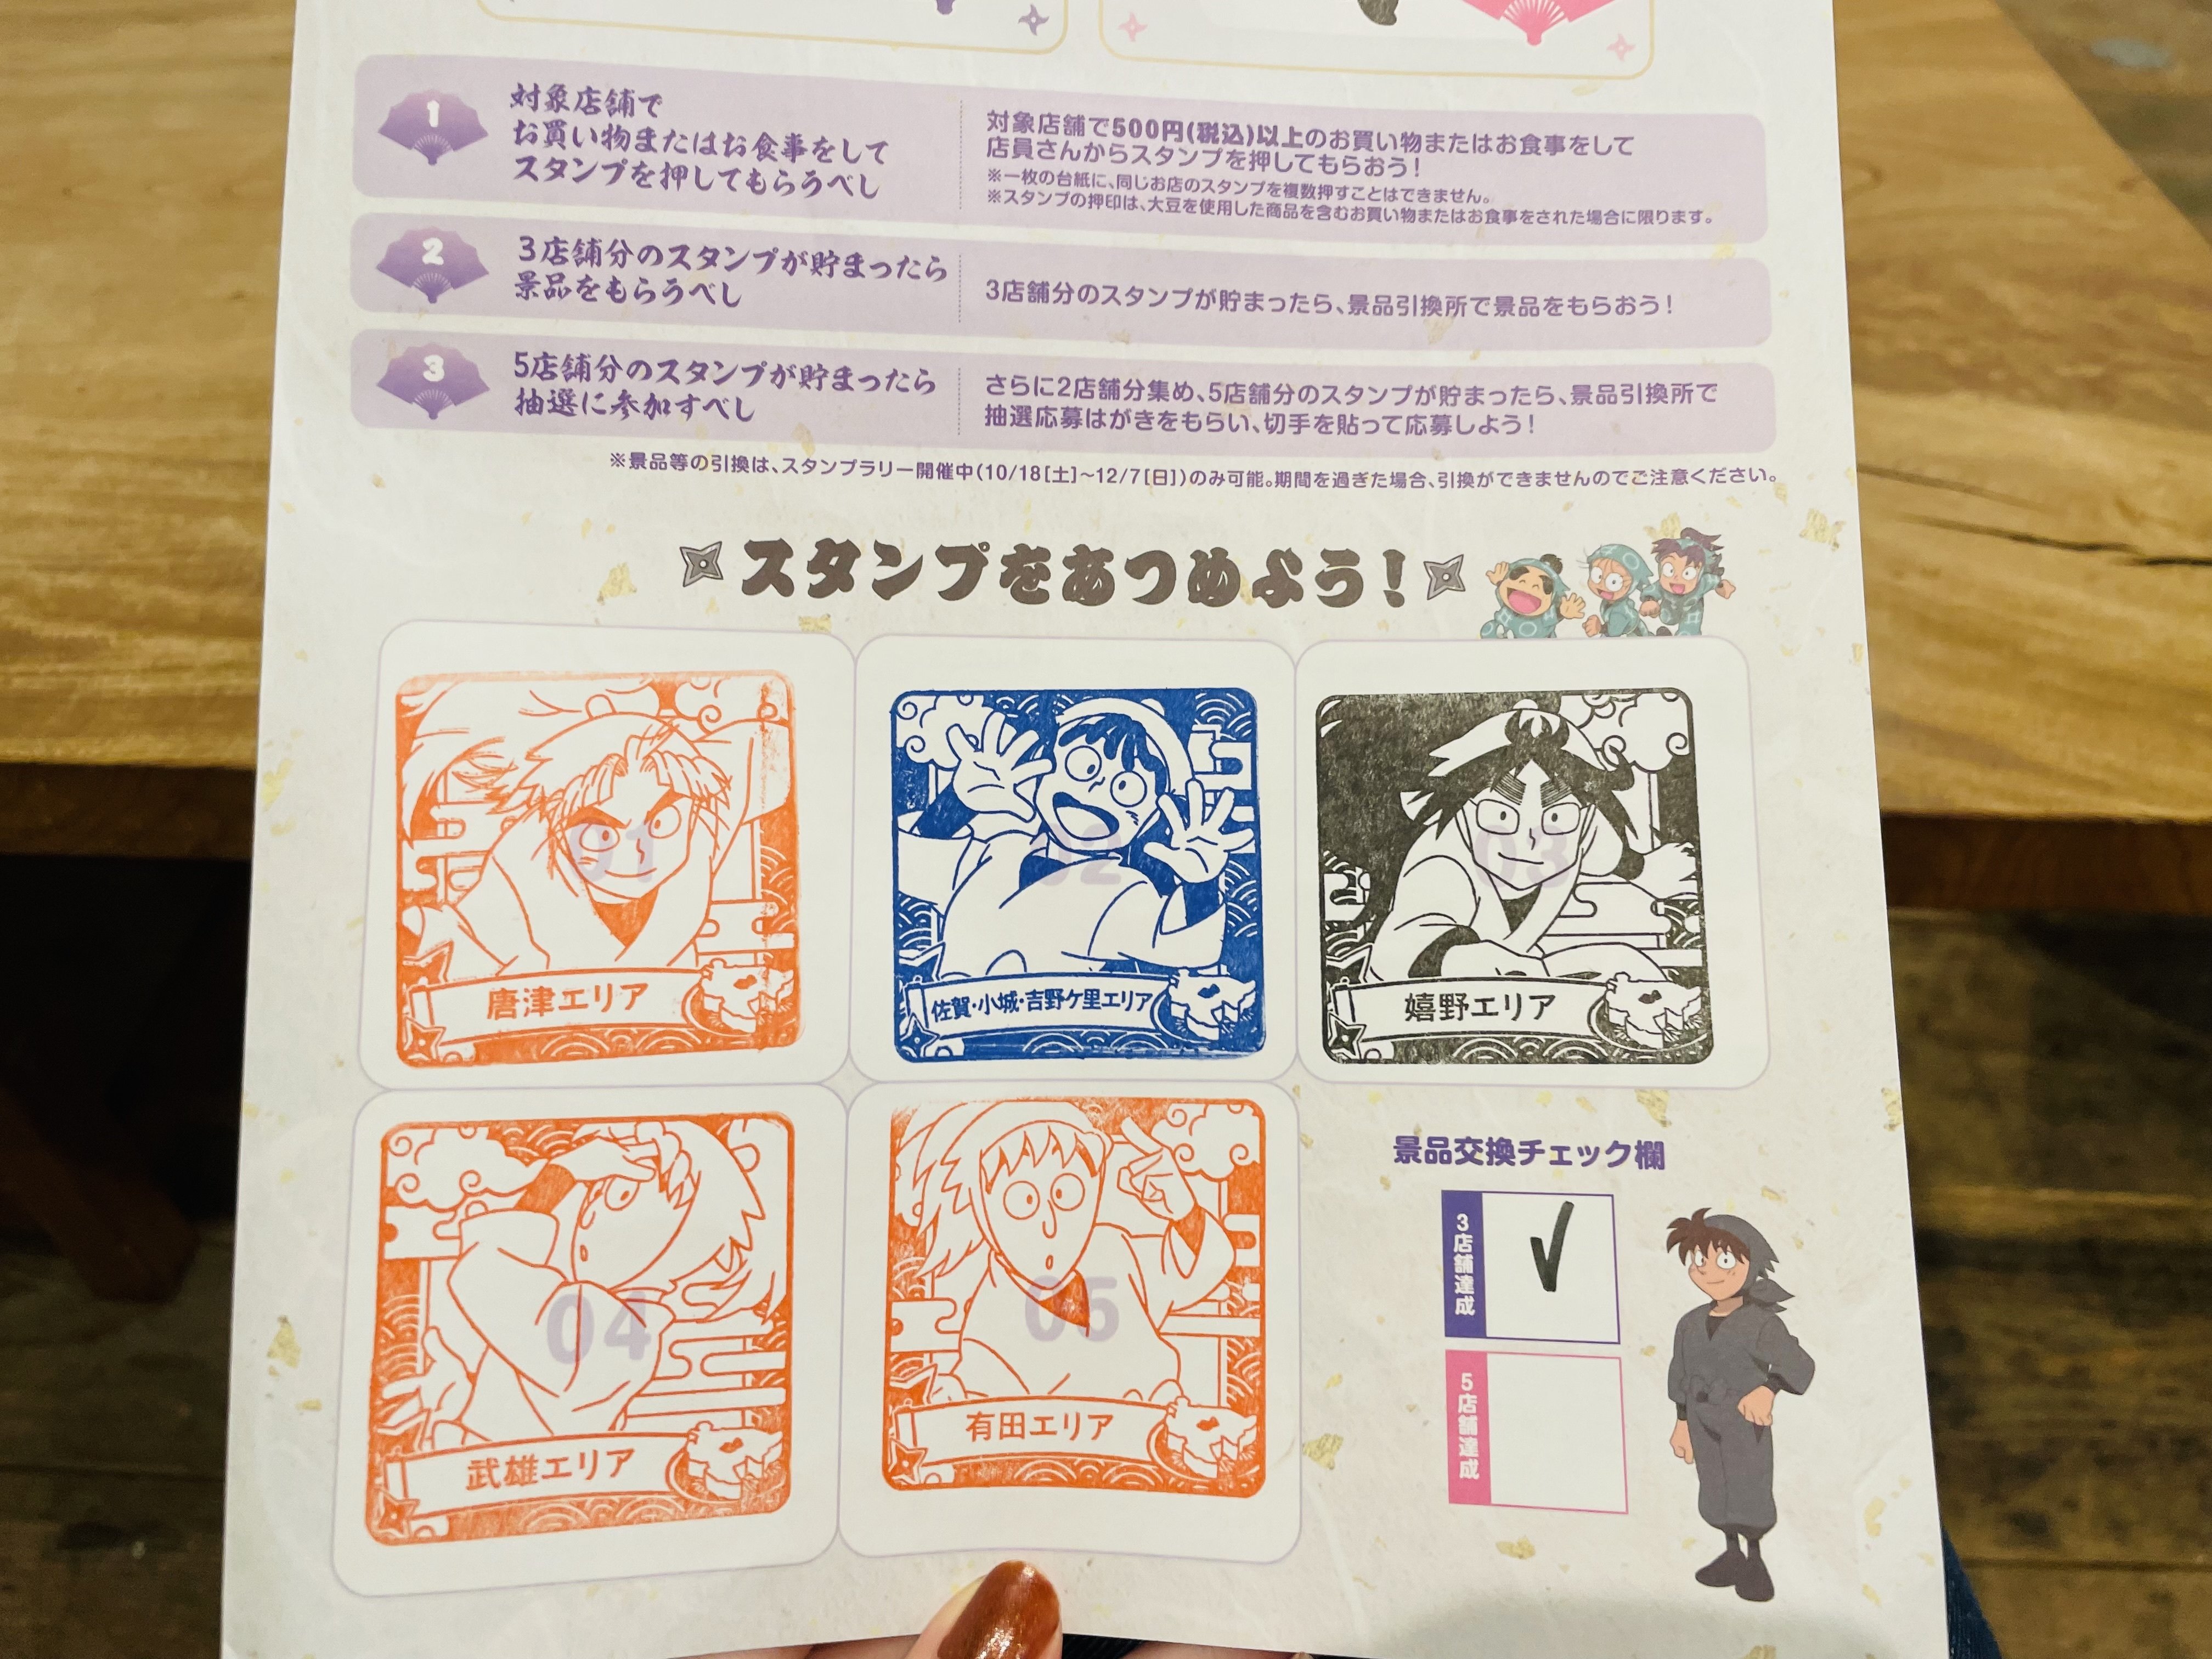 1
対象店舗で
お買い物またはお食事をして
スタンプを押してもらうべし
対象店舗で500円(税込)以上のお買い物またはお食事をして
店員さんからスタンプを押してもらおう!
※一枚の台紙に、同じお店のスタンプを複数押すことはできません。
※スタンプの押印は、大豆を使用した商品を含むお買い物またはお食事をされた場合に限ります。
2
3店舗分のスタンプが貯まったら
景品をもらうべし
3店舗分のスタンプが貯まったら、景品引換所で景品をもらおう!
3
5店舗分のスタンプが貯まったら
抽選に参加すべし
さらに2店舗分集め、5店舗分のスタンプが貯まったら、景品引換所で
抽選応募はがきをもらい、切手を貼って応募しよう!
※景品等の引換は、スタンプラリー開催中(10/18[土]~12/7[日])のみ可能。期間を過ぎた場合、引換ができませんのでご注意ください。
スタンプをあつめよう!
01
唐津エリア
02
佐賀・小城・吉野ケ里エリア
03
嬉野エリア
04
武雄エリア
05
有田エリア
景品交換チェック欄
3店舗達成
✓
5店舗達成